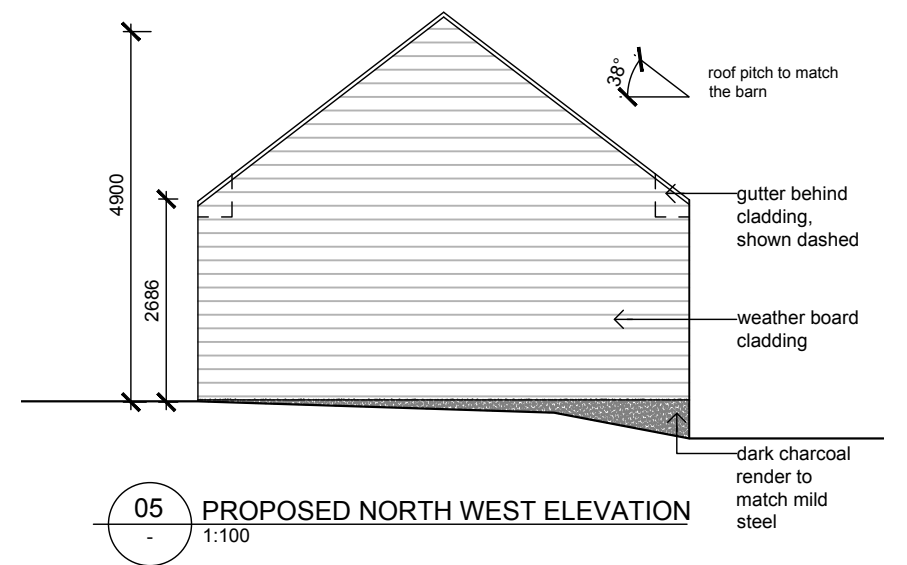 38°
roof pitch to match
the barn
4900
2686
gutter behind
cladding,
shown dashed
weather board
cladding
dark charcoal
render to
match mild
steel
05
-
PROPOSED NORTH WEST ELEVATION
1:100